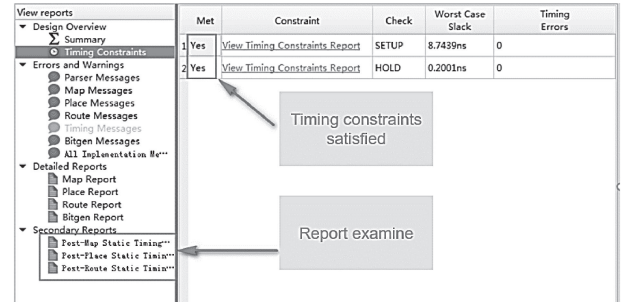 View reports
Design Overview
Summary
Timing Constraints
Errors and Warnings
Parser Messages
Map Messages
Place Messages
Route Messages
Timing Messages
Bitgen Messages
All Implementation Me...
Detailed Reports
Map Report
Place Report
Route Report
Bitgen Report
Secondary Reports
Post-Map Static Timing...
Post-Place Static Timin...
Post-Route Static Timin...
Met Constraint Check Worst Case Slack Timing Errors
1 Yes View Timing Constraints Report SETUP 8.7439ns 0
2 Yes View Timing Constraints Report HOLD 0.2001ns 0
Timing constraints
satisfied
Report examine